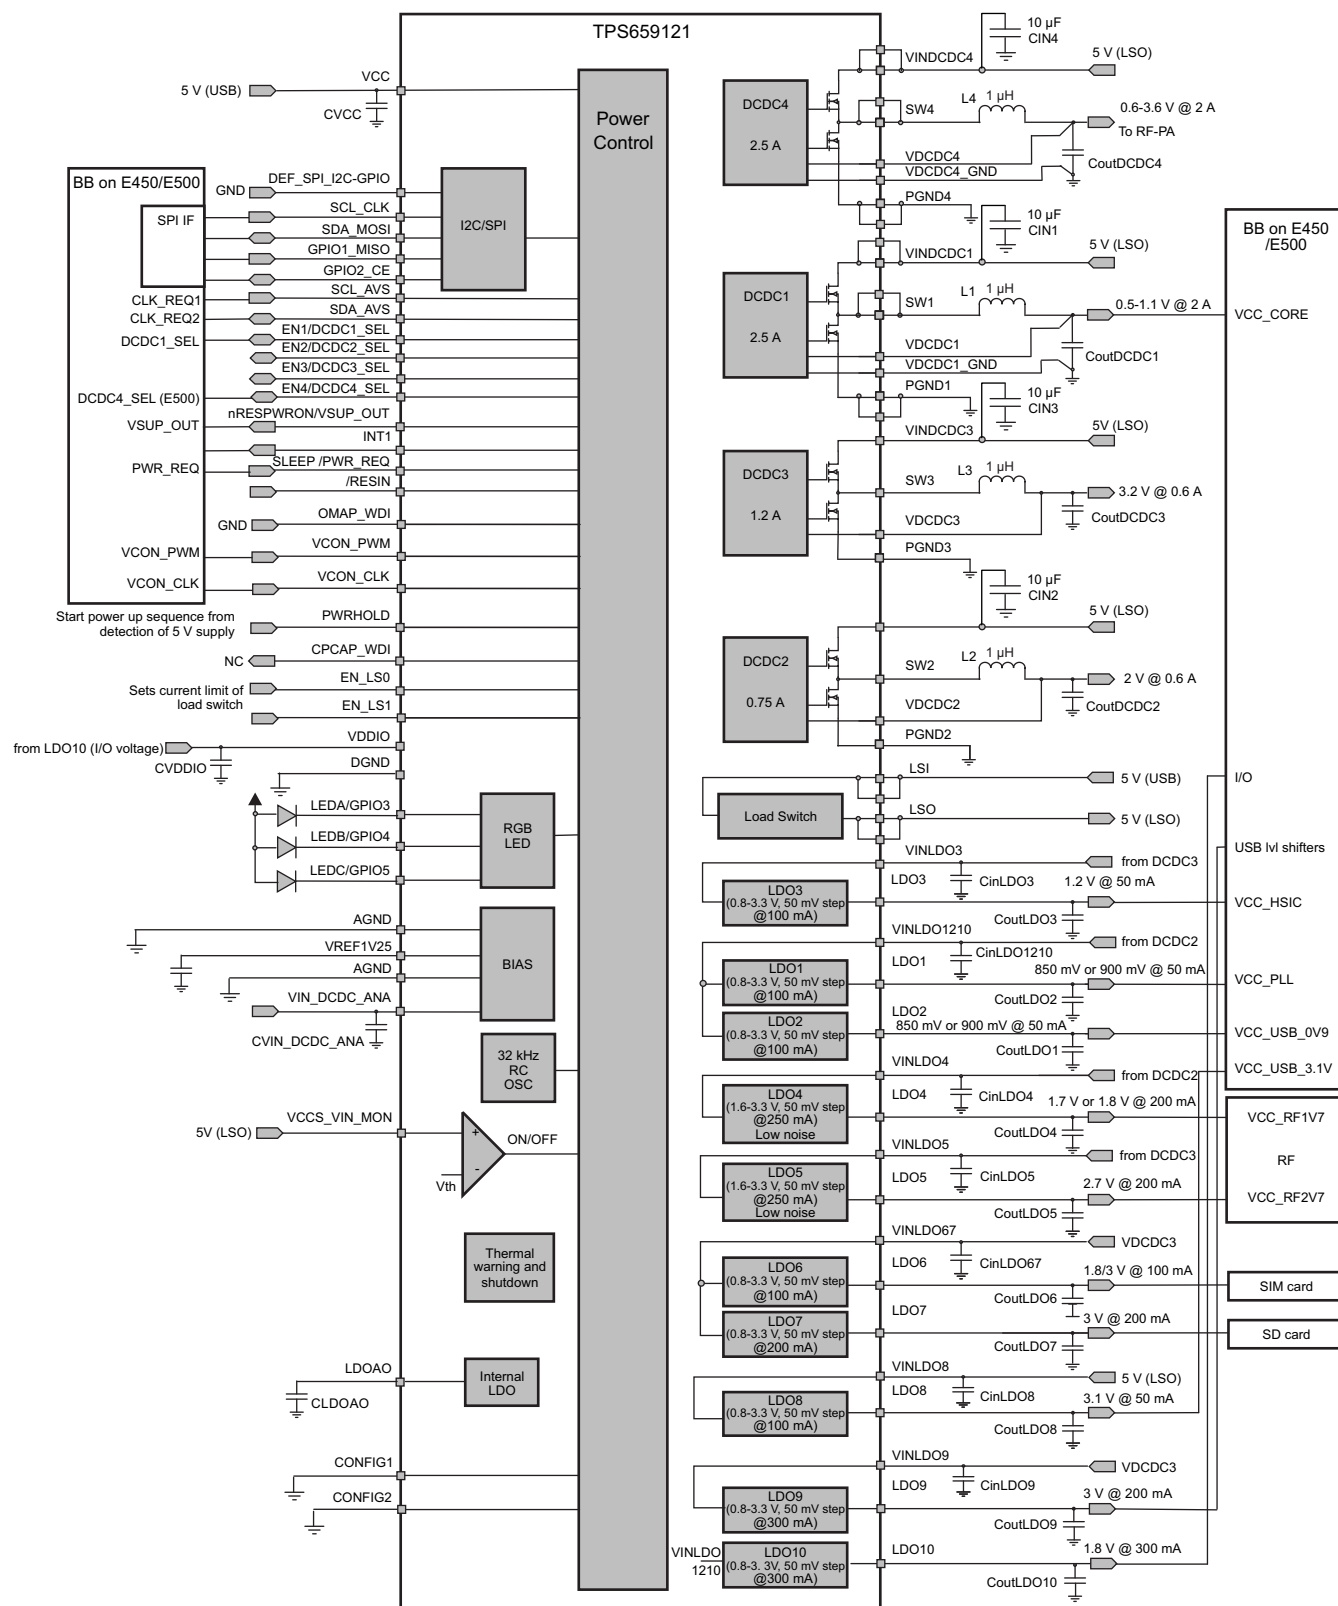 TPS659121
VCC
5 V (USB)
CVCC
Power
Control
BB on E450/E500
SPI IF
CLK_REQ1
CLK_REQ2
DCDC1_SEL
DCDC4_SEL (E500)
VSUP_OUT
PWR_REQ
VCON_PWM
VCON_CLK
GND
DEF_SPI_I2C-GPIO
SCL_CLK
SDA_MOSI
GPIO1_MISO
GPIO2_CE
SCL_AVS
SDA_AVS
EN1/DCDC1_SEL
EN2/DCDC2_SEL
EN3/DCDC3_SEL
EN4/DCDC4_SEL
nRESPWRON/VSUP_OUT
INT1
SLEEP /PWR_REQ
/RESIN
GND
OMAP_WDI
VCON_PWM
VCON_CLK
I2C/SPI
Start power up sequence from
detection of 5 V supply
PWRHOLD
NC
CPCAP_WDI
Sets current limit of
load switch
EN_LS0
EN_LS1
from LDO10 (I/O voltage)
VDDIO
CVDDIO
DGND
LEDA/GPIO3
LEDB/GPIO4
LEDC/GPIO5
RGB
LED
AGND
VREF1V25
AGND
VIN_DCDC_ANA
CVIN_DCDC_ANA
BIAS
32 kHz
RC
OSC
5V (LSO)
VCCS_VIN_MON
+
-
Vth
ON/OFF
Thermal
warning and
shutdown
LDOAO
CLDOAO
Internal
LDO
CONFIG1
CONFIG2
10 µF
CIN4
VINDCDC4
5 V (LSO)
DCDC4
2.5 A
SW4
L4
1 µH
0.6-3.6 V @ 2 A
To RF-PA
VDCDC4
VDCDC4_GND
CoutDCDC4
PGND4
10 µF
CIN1
VINDCDC1
5 V (LSO)
DCDC1
2.5 A
SW1
L1
1 µH
0.5-1.1 V @ 2 A
VDCDC1
VDCDC1_GND
CoutDCDC1
PGND1
10 µF
CIN3
VINDCDC3
5V (LSO)
DCDC3
1.2 A
SW3
L3
1 µH
3.2 V @ 0.6 A
VDCDC3
CoutDCDC3
PGND3
10 µF
CIN2
5 V (LSO)
DCDC2
0.75 A
SW2
L2
1 µH
2 V @ 0.6 A
VDCDC2
CoutDCDC2
PGND2
LSI
5 V (USB)
Load Switch
LSO
5 V (LSO)
VINLDO3
from DCDC3
LDO3
CinLDO3
1.2 V @ 50 mA
LDO3
(0.8-3.3 V, 50 mV step
@100 mA)
CoutLDO3
VINLDO1210
from DCDC2
LDO1
CinLDO1210
850 mV or 900 mV @ 50 mA
LDO1
(0.8-3.3 V, 50 mV step
@100 mA)
CoutLDO2
LDO2
850 mV or 900 mV @ 50 mA
LDO2
(0.8-3.3 V, 50 mV step
@100 mA)
CoutLDO1
VINLDO4
from DCDC2
LDO4
CinLDO4
1.7 V or 1.8 V @ 200 mA
LDO4
(1.6-3.3 V, 50 mV step
@250 mA)
Low noise
CoutLDO4
VINLDO5
from DCDC3
LDO5
CinLDO5
2.7 V @ 200 mA
LDO5
(1.6-3.3 V, 50 mV step
@250 mA)
Low noise
CoutLDO5
VINLDO67
VDCDC3
LDO6
CinLDO67
1.8/3 V @ 100 mA
LDO6
(0.8-3.3 V, 50 mV step
@100 mA)
CoutLDO6
LDO7
3 V @ 200 mA
LDO7
(0.8-3.3 V, 50 mV step
@200 mA)
CoutLDO7
VINLDO8
5 V (LSO)
LDO8
CinLDO8
3.1 V @ 50 mA
LDO8
(0.8-3.3 V, 50 mV step
@100 mA)
CoutLDO8
VINLDO9
VDCDC3
LDO9
CinLDO9
3 V @ 200 mA
LDO9
(0.8-3.3 V, 50 mV step
@300 mA)
CoutLDO9
VINLDO
1210
LDO10
(0.8-3. 3V, 50 mV step
@300 mA)
LDO10
1.8 V @ 300 mA
CoutLDO10
BB on E450
/E500
VCC_CORE
I/O
USB lvl shifters
VCC_HSIC
VCC_PLL
VCC_USB_0V9
VCC_USB_3.1V
VCC_RF1V7
RF
VCC_RF2V7
SIM card
SD card